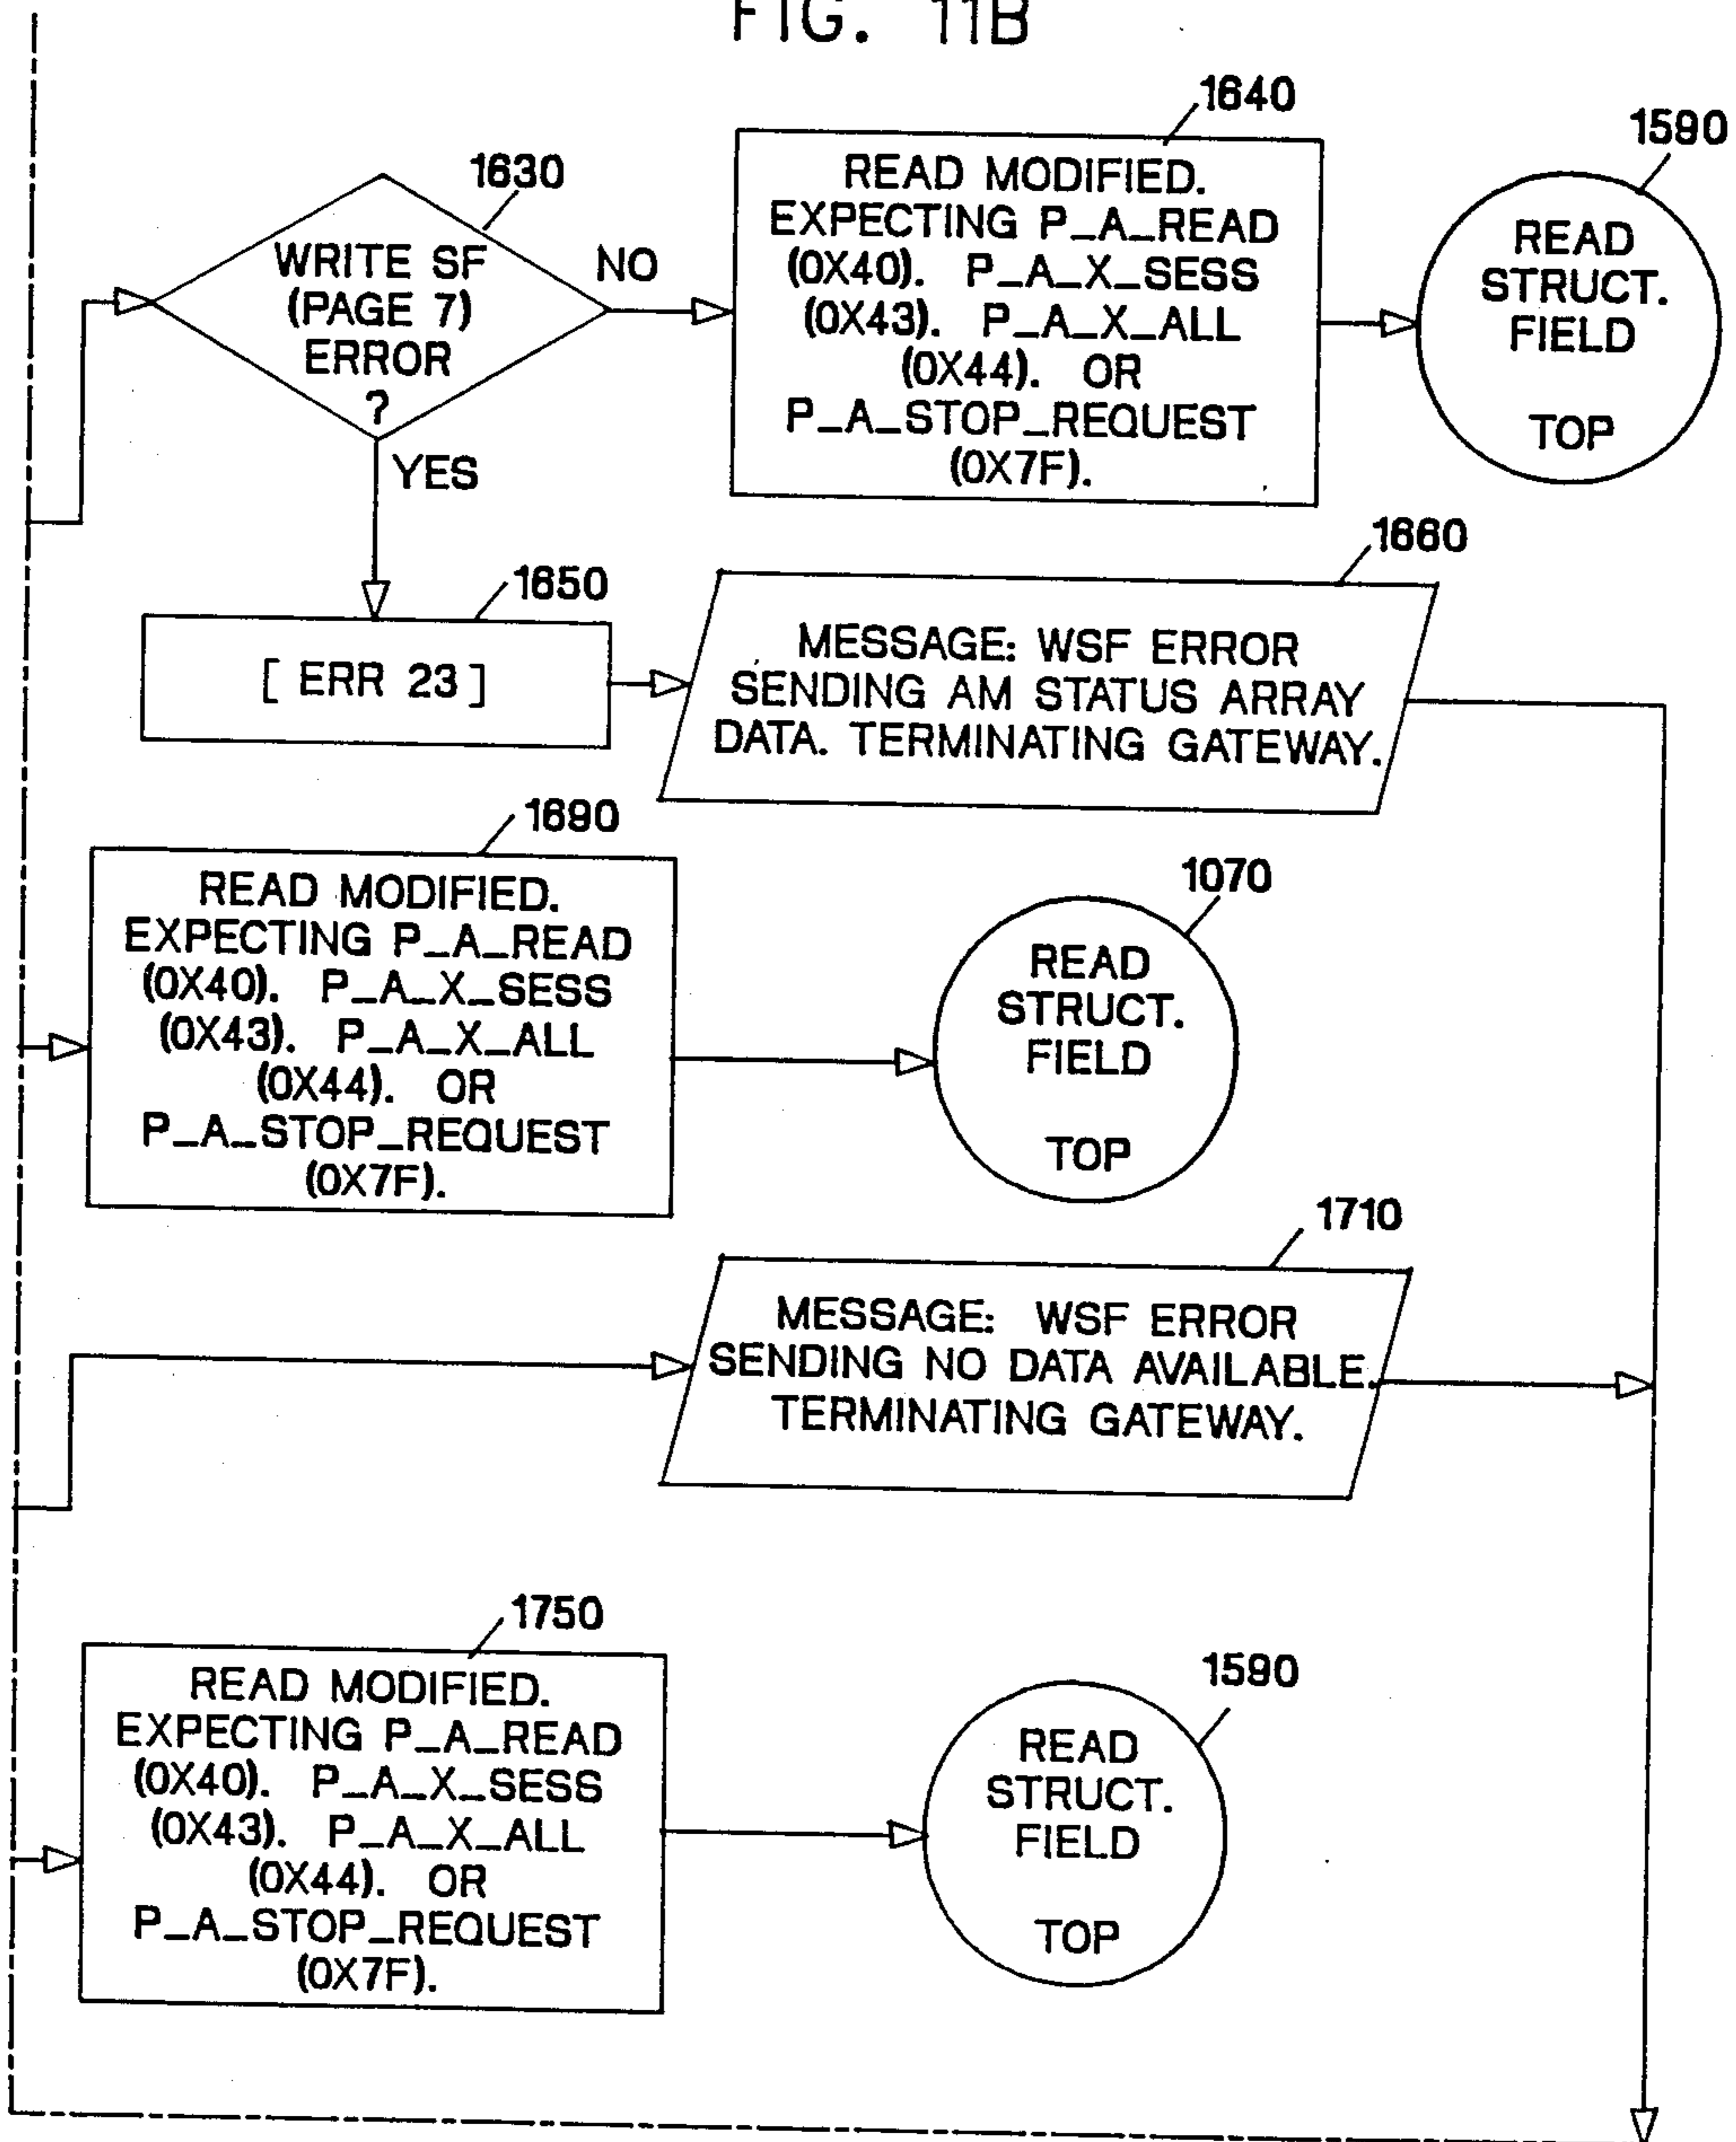 FIG. 11B
1630
WRITE SF
(PAGE 7)
ERROR
?
NO
YES
1640
READ MODIFIED.
EXPECTING P_A_READ
(0X40). P_A_X_SESS
(0X43). P_A_X_ALL
(0X44). OR
P_A_STOP_REQUEST
(0X7F).
1590
READ
STRUCT.
FIELD
TOP
1650
[ ERR 23 ]
1660
MESSAGE: WSF ERROR
SENDING AM STATUS ARRAY
DATA. TERMINATING GATEWAY.
1690
READ MODIFIED.
EXPECTING P_A_READ
(0X40). P_A_X_SESS
(0X43). P_A_X_ALL
(0X44). OR
P_A_STOP_REQUEST
(0X7F).
1070
READ
STRUCT.
FIELD
TOP
1710
MESSAGE: WSF ERROR
SENDING NO DATA AVAILABLE.
TERMINATING GATEWAY.
1750
READ MODIFIED.
EXPECTING P_A_READ
(0X40). P_A_X_SESS
(0X43). P_A_X_ALL
(0X44). OR
P_A_STOP_REQUEST
(0X7F).
1590
READ
STRUCT.
FIELD
TOP